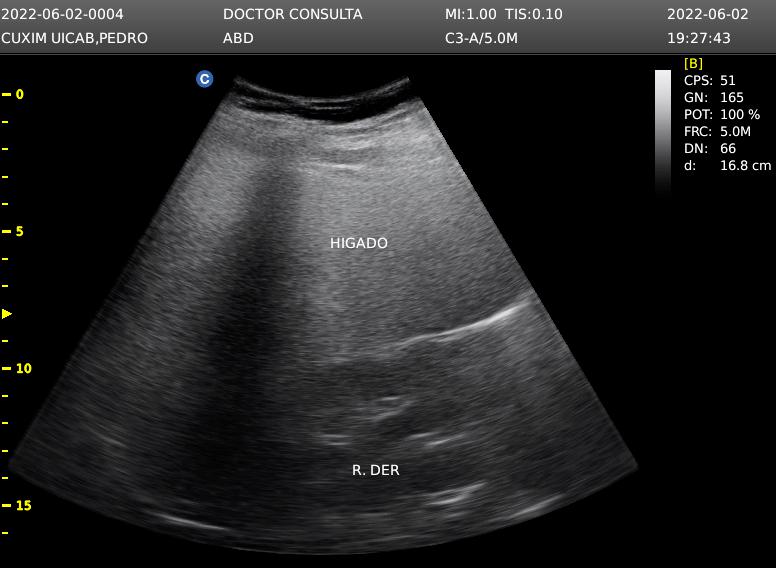 2022-06-02-0004 DOCTOR CONSULTA MI:1.00 TIS:0.10 2022-06-02
CUXIM UICAB,PEDRO ABD C3-A/5.0M 19:27:43
C
[B]
CPS: 51
GN: 165
POT: 100 %
FRC: 5.0M
DN: 66
d: 16.8 cm
0
5
HIGADO
10
R. DER
15